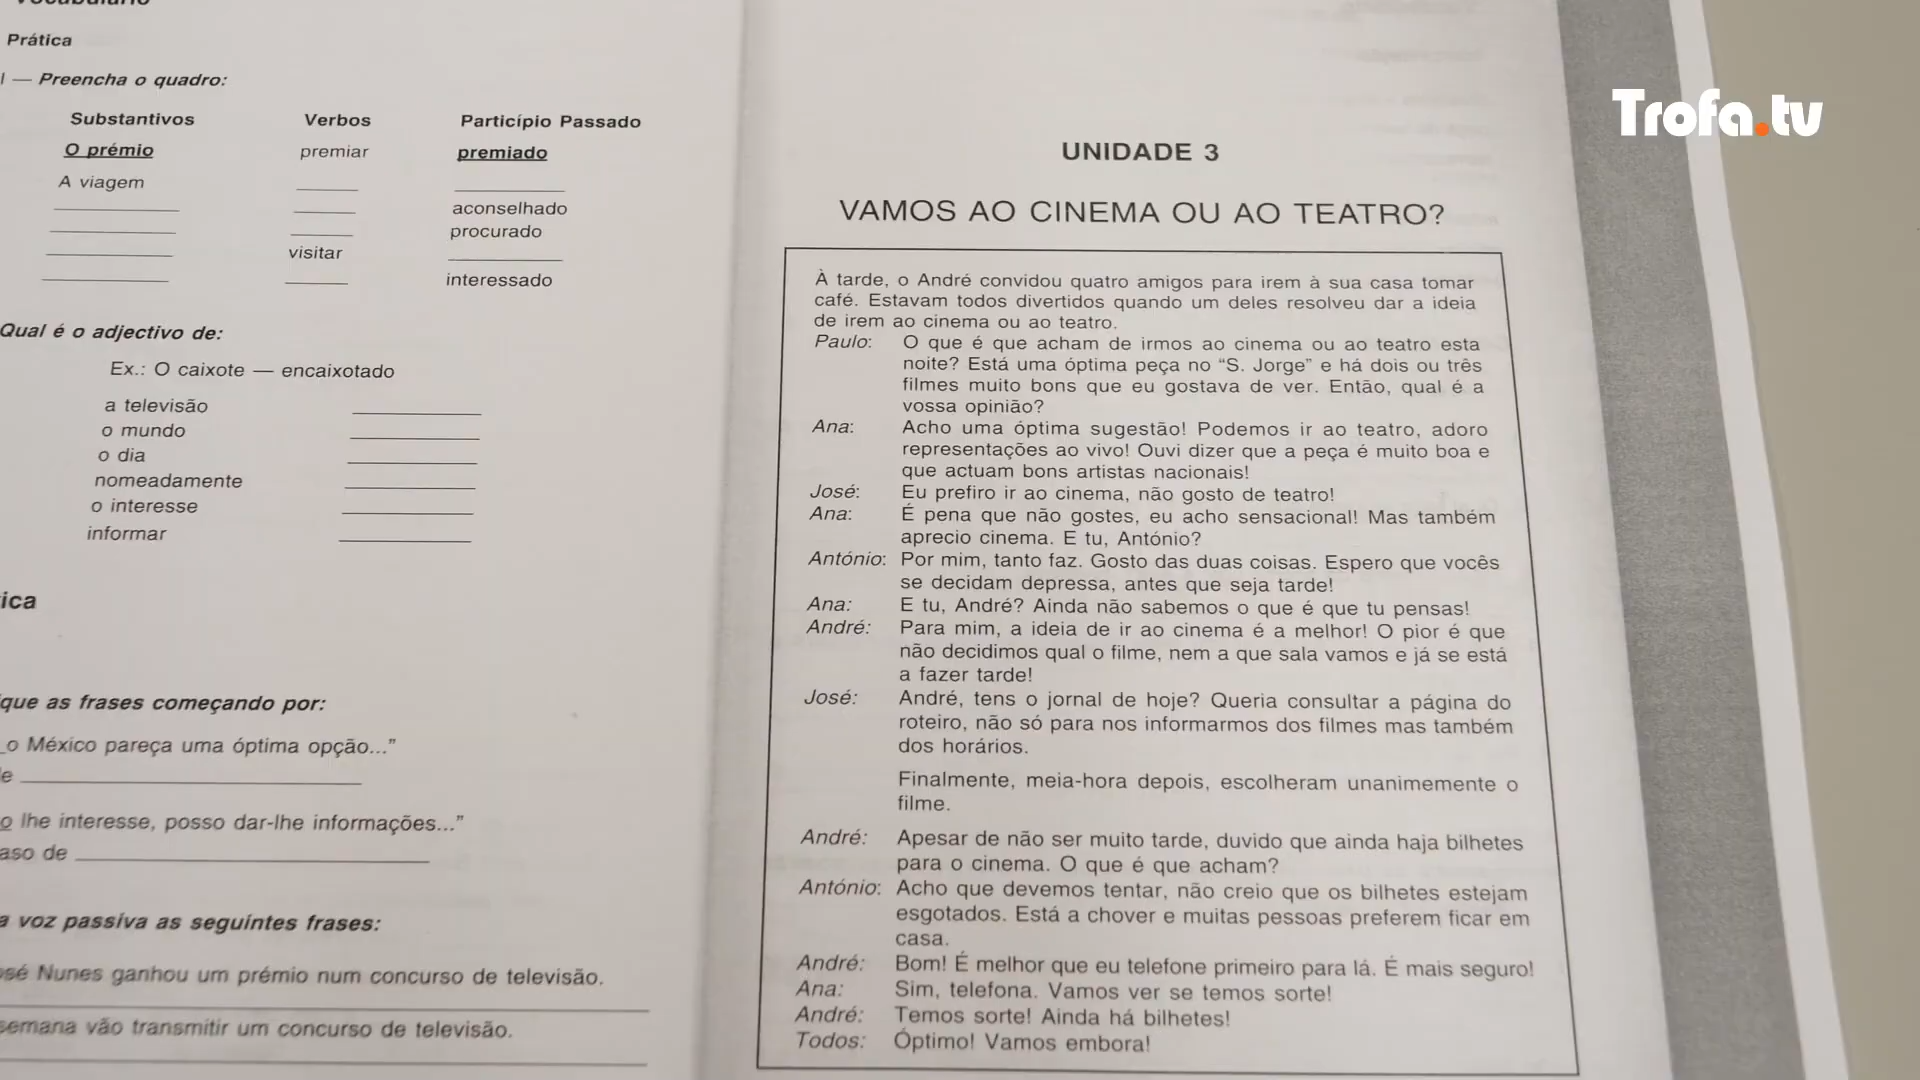 Prática
Preencha o quadro:
Substantivos Verbos Particípio Passado
O prémio premiar premiado
A viagem
aconselhado
procurado
visitar
interessado
Qual é o adjectivo de:
Ex.: O caixote — encaixotado
a televisão
o mundo
o dia
nomeadamente
o interesse
informar
as frases começando por:
o México pareça uma óptima opção..."
lhe interesse, posso dar-lhe informações..."
de
voz passiva as seguintes frases:
Nunes ganhou um prémio num concurso de televisão.
semana vão transmitir um concurso de televisão.
UNIDADE 3
VAMOS AO CINEMA OU AO TEATRO?
À tarde, o André convidou quatro amigos para irem à sua casa tomar
café. Estavam todos divertidos quando um deles resolveu dar a ideia
de irem ao cinema ou ao teatro.
Paulo: O que é que acham de irmos ao cinema ou ao teatro esta
noite? Está uma óptima peça no “S. Jorge” e há dois ou três
filmes muito bons que eu gostava de ver. Então, qual é a
vossa opinião?
Ana: Acho uma óptima sugestão! Podemos ir ao teatro, adoro
representações ao vivo! Ouvi dizer que a peça é muito boa e
que actuam bons artistas nacionais!
José: Eu prefiro ir ao cinema, não gosto de teatro!
Ana: É pena que não gostes, eu acho sensacional! Mas também
aprecio cinema. E tu, António?
António: Por mim, tanto faz. Gosto das duas coisas. Espero que vocês
se decidam depressa, antes que seja tarde!
Ana: E tu, André? Ainda não sabemos o que é que tu pensas!
André: Para mim, a ideia de ir ao cinema é a melhor! O pior é que
não decidimos qual o filme, nem a que sala vamos e já se está
a fazer tarde!
José: André, tens o jornal de hoje? Queria consultar a página do
roteiro, não só para nos informarmos dos filmes mas também
dos horários.
Finalmente, meia-hora depois, escolheram unanimemente o
filme.
André: Apesar de não ser muito tarde, duvido que ainda haja bilhetes
para o cinema. O que é que acham?
António: Acho que devemos tentar, não creio que os bilhetes estejam
esgotados. Está a chover e muitas pessoas preferem ficar em
casa.
André: Bom! É melhor que eu telefone primeiro para lá. É mais seguro!
Ana: Sim, telefona. Vamos ver se temos sorte!
André: Temos sorte! Ainda há bilhetes!
Todos: Óptimo! Vamos embora!
Trofa.tv